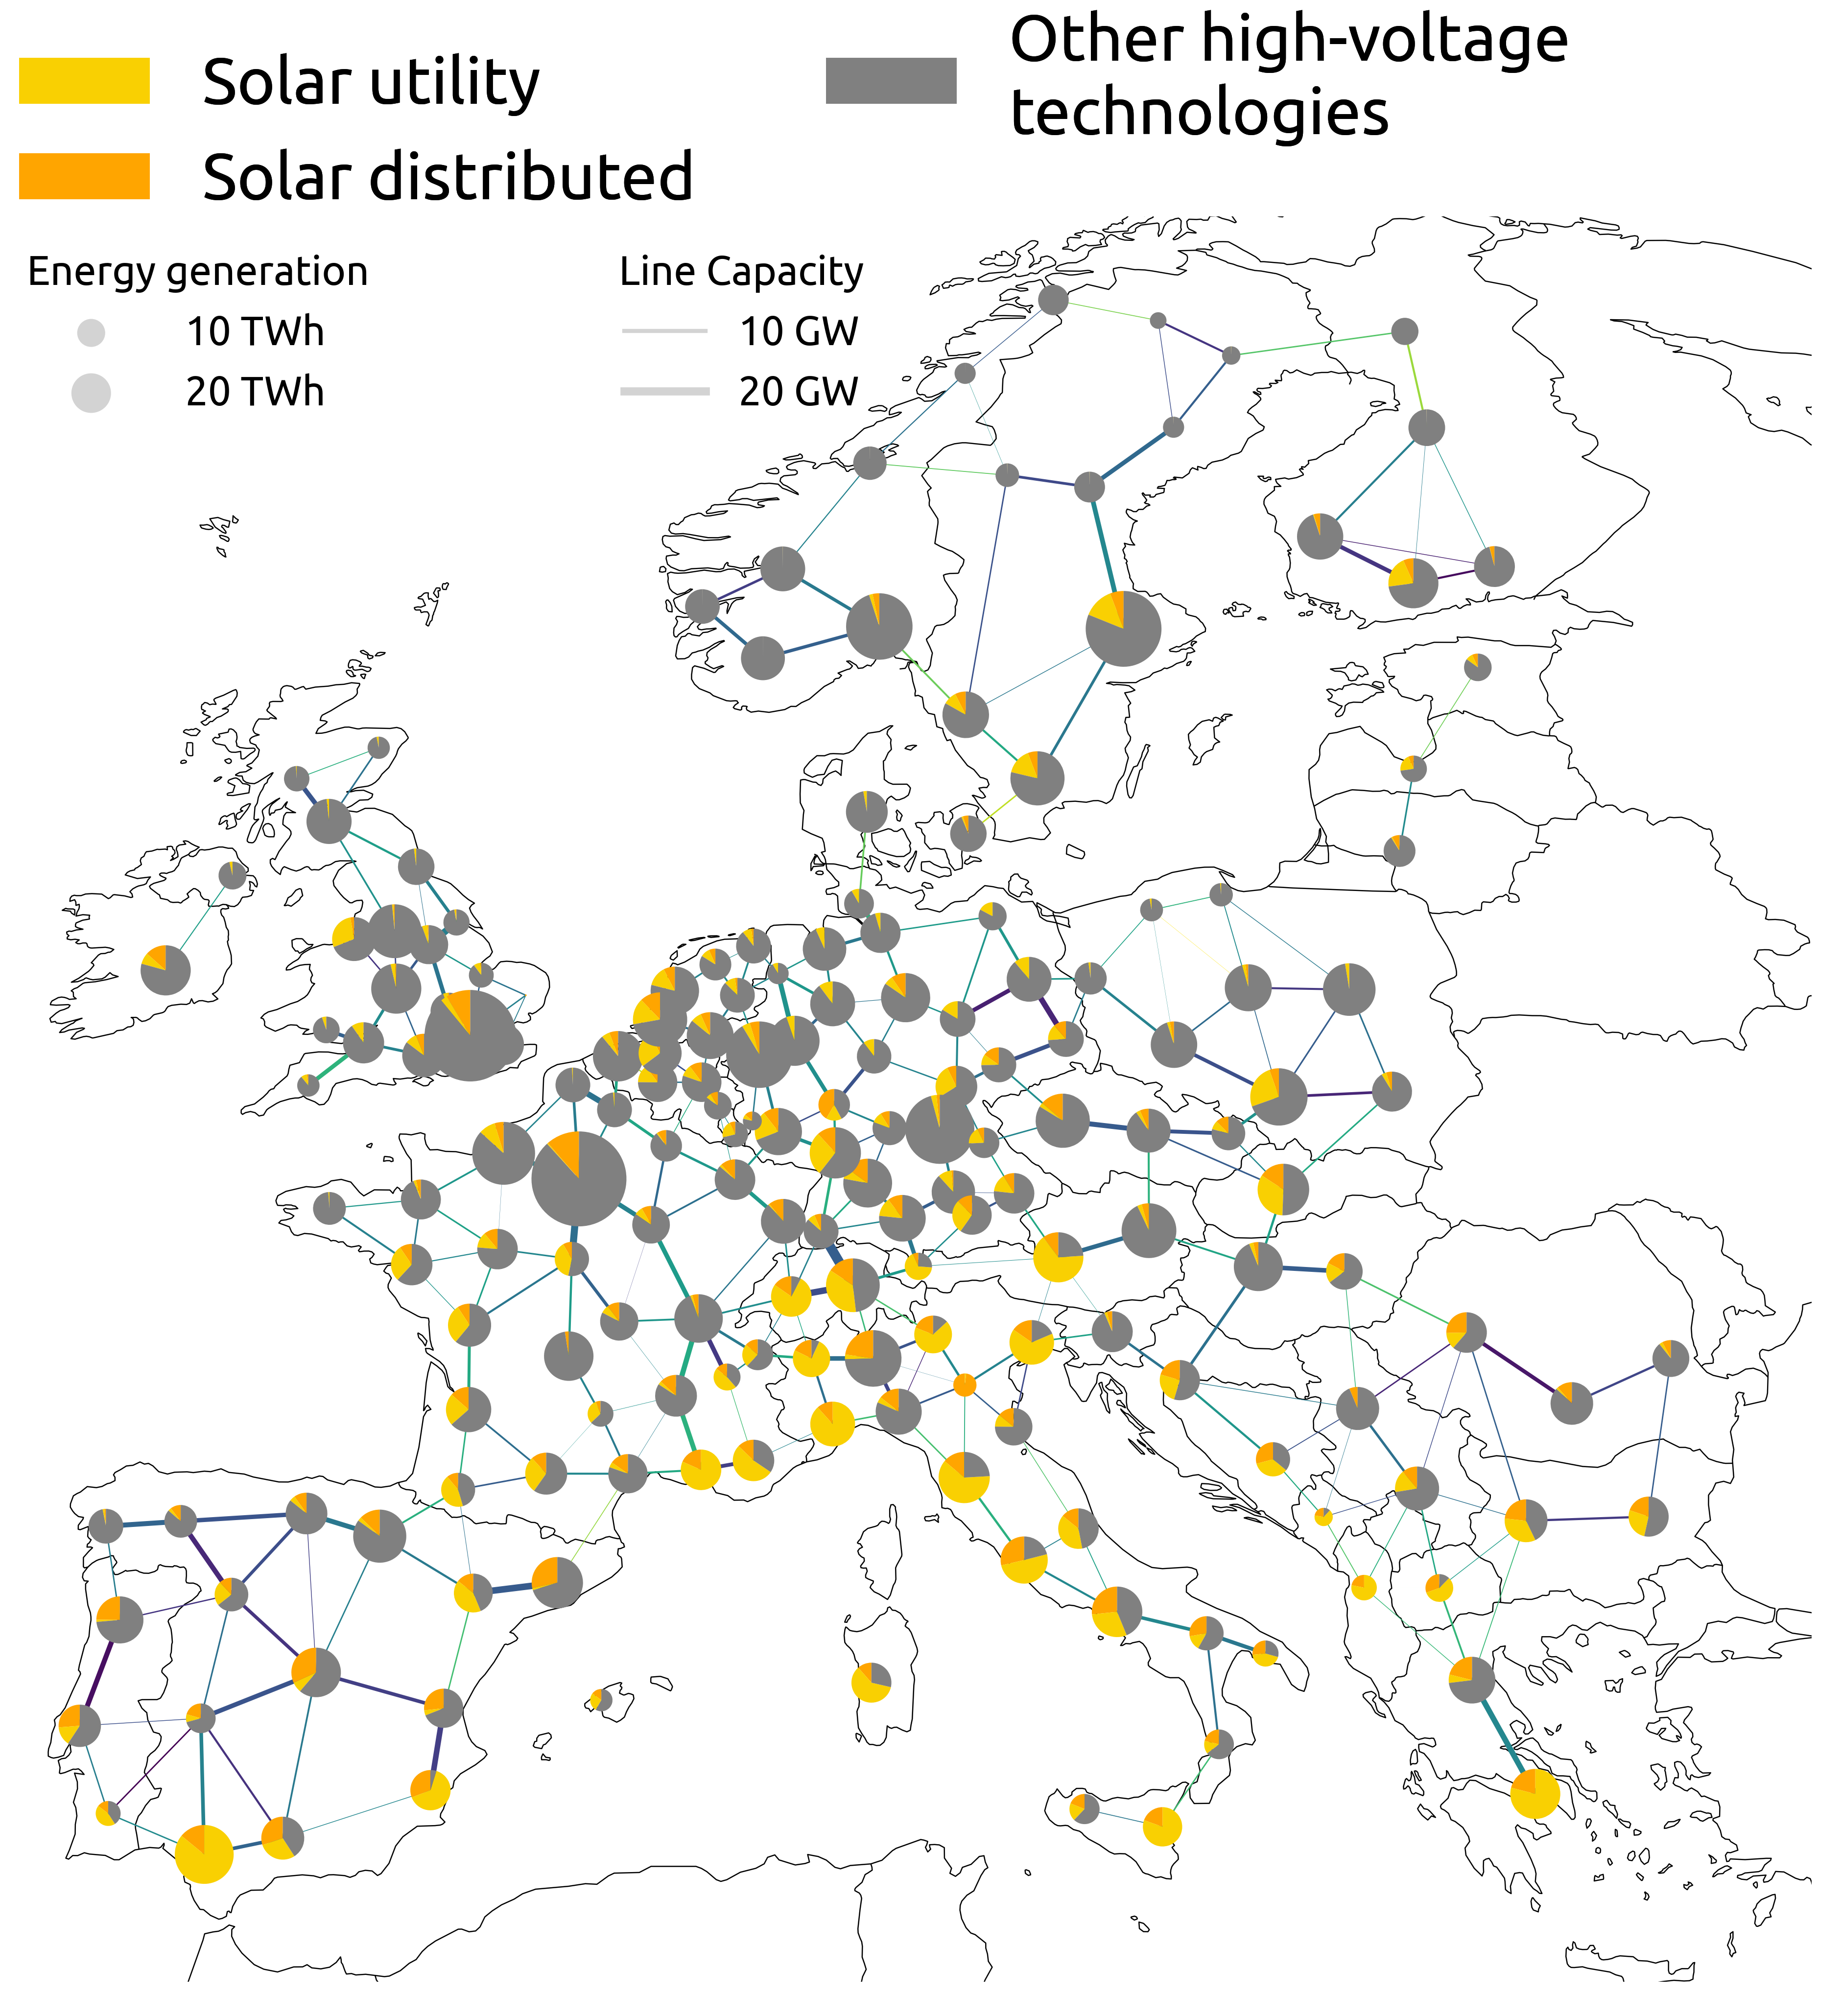 Solar utility
Solar distributed
Other high-voltage
technologies
Energy generation
10 TWh
20 TWh
Line Capacity
10 GW
20 GW